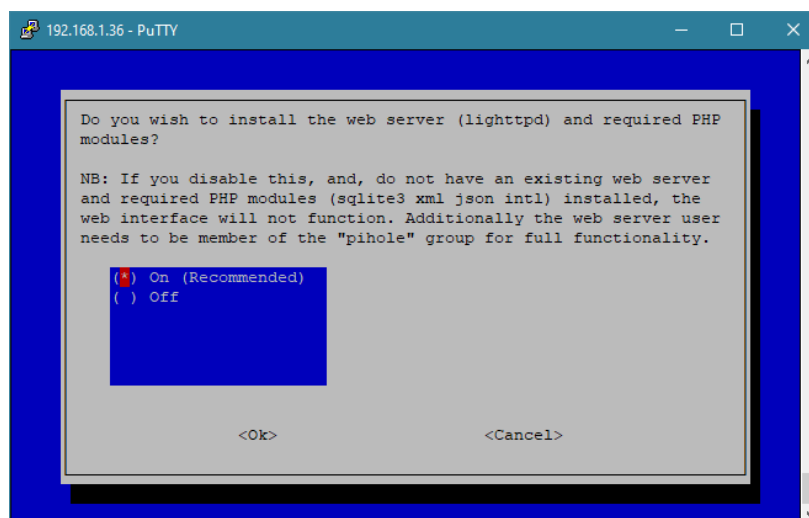 192.168.1.36 - PuTTY
Do you wish to install the web server (lighttpd) and required PHP
modules?
NB: If you disable this, and, do not have an existing web server
and required PHP modules (sqlite3 xml json intl) installed, the
web interface will not function. Additionally the web server user
needs to be member of the "pihole" group for full functionality.
(*) On (Recommended)
( ) Off
<Ok> <Cancel>